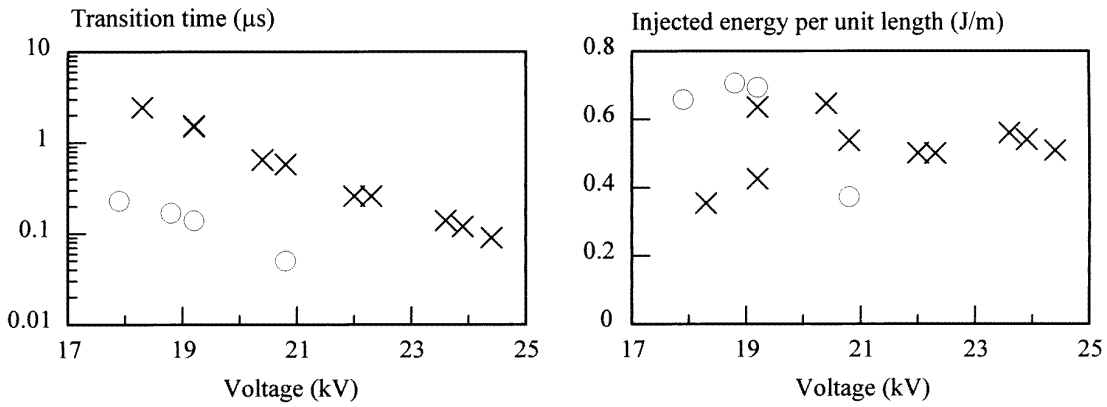 Transition time (μs)
10
1
0.1
0.01
17 19 21 23 25
Voltage (kV)
Injected energy per unit length (J/m)
0.8
0.6
0.4
0.2
0
17 19 21 23 25
Voltage (kV)